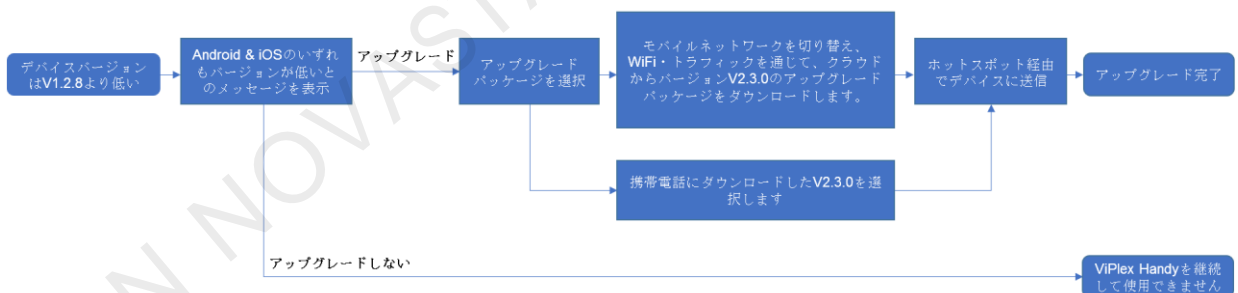 デバイスバージョン
はV1.2.8より低い
Android & iOSのいずれ
もバージョンが低いと
のメッセージを表示
アップグレード
アップグレード
パッケージを選択
モバイルネットワークを切り替え、
WiFi・トラフィックを通じて、クラウド
からバージョンV2.3.0のアップグレード
パッケージをダウンロードします。
ホットスポット経由
でデバイスに送信
アップグレード完了
携帯電話にダウンロードしたV2.3.0を選
択します
アップグレードしない
ViPlex Handyを継続
して使用できません
N NOVASTA